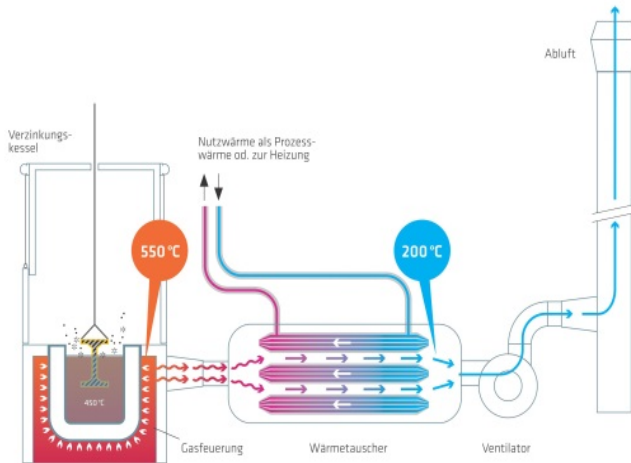 Abluft
Verzinkungs-
kessel
Nutzwärme als Prozess-
wärme od. zur Heizung
550 °C
200 °C
450 °C
Gasfeuerung
Wärmetauscher
Ventilator